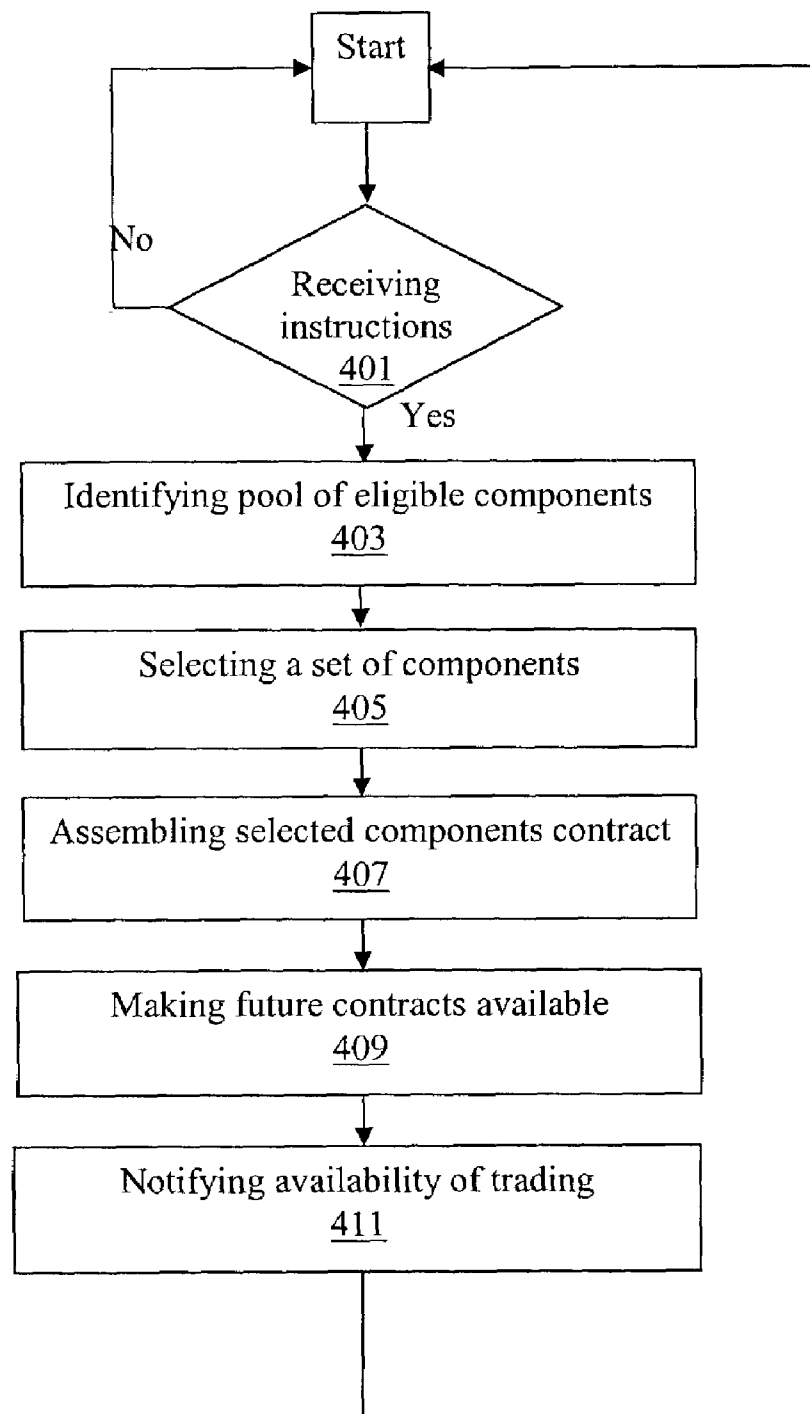 Start
No
Receiving
instructions
401
Yes
Identifying pool of eligible components
403
Selecting a set of components
405
Assembling selected components contract
407
Making future contracts available
409
Notifying availability of trading
411